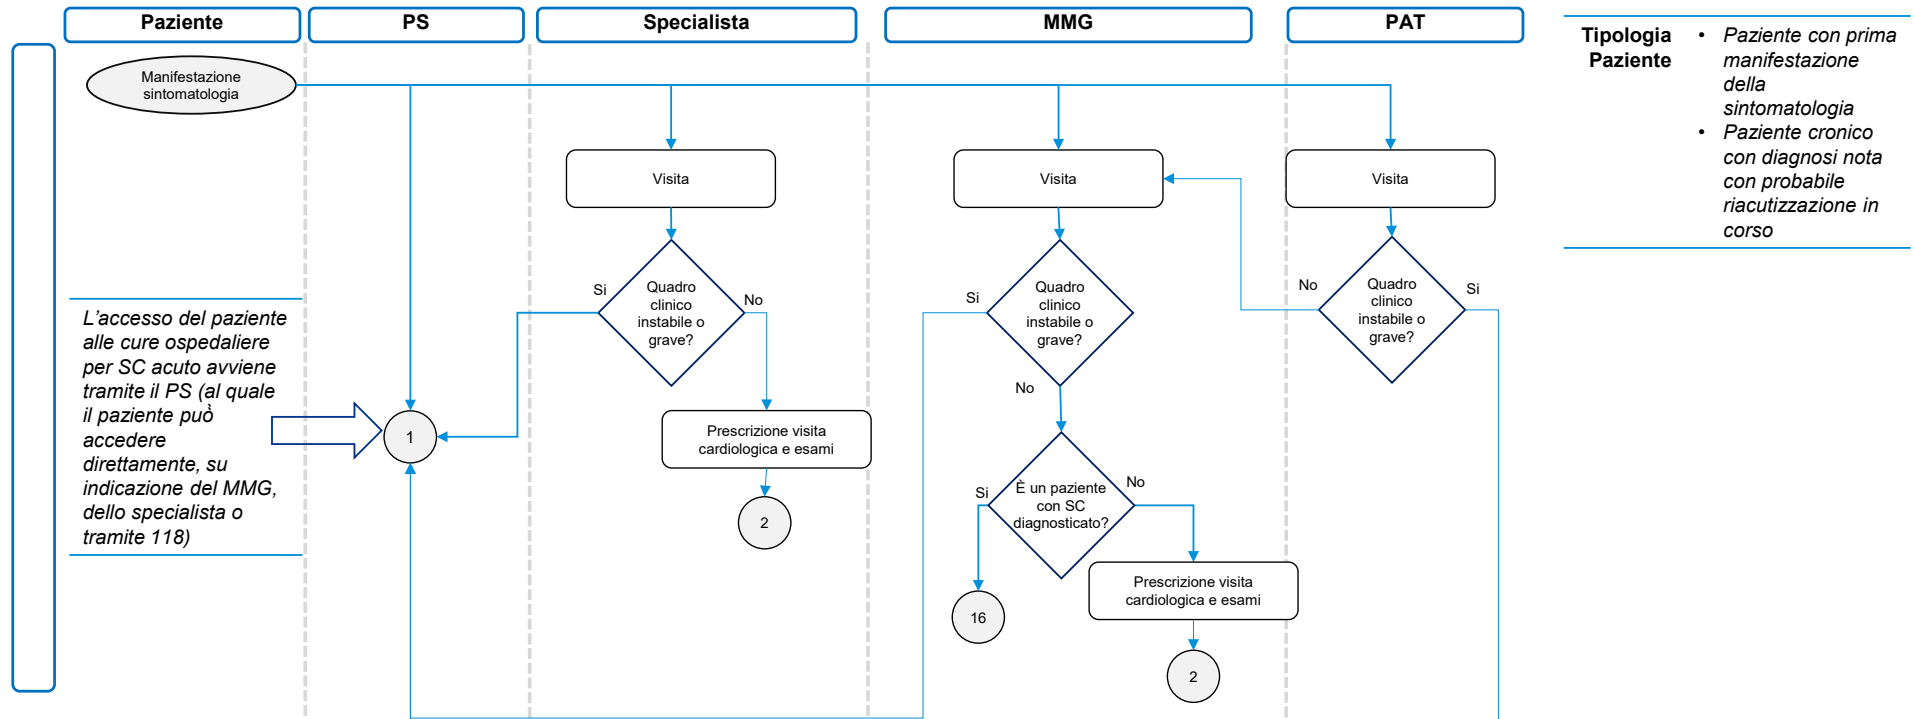 Paziente
PS
Specialista
MMG
PAT
Manifestazione
sintomatologia
Tipologia
Paziente
• Paziente con prima
manifestazione
della
sintomatologia
• Paziente cronico
con diagnosi nota
con probabile
riacutizzazione in
corso
Visita
Visita
Visita
Quadro
clinico
instabile o
grave?
Si
No
Quadro
clinico
instabile o
grave?
Si
No
Quadro
clinico
instabile o
grave?
No
Si
L'accesso del paziente
alle cure ospedaliere
per SC acuto avviene
tramite il PS (al quale
il paziente può
accedere
direttamente, su
indicazione del MMG,
dello specialista o
tramite 118)
1
Prescrizione visita
cardiologica e esami
2
È un paziente
con SC
diagnosticato?
Si
No
16
Prescrizione visita
cardiologica e esami
2